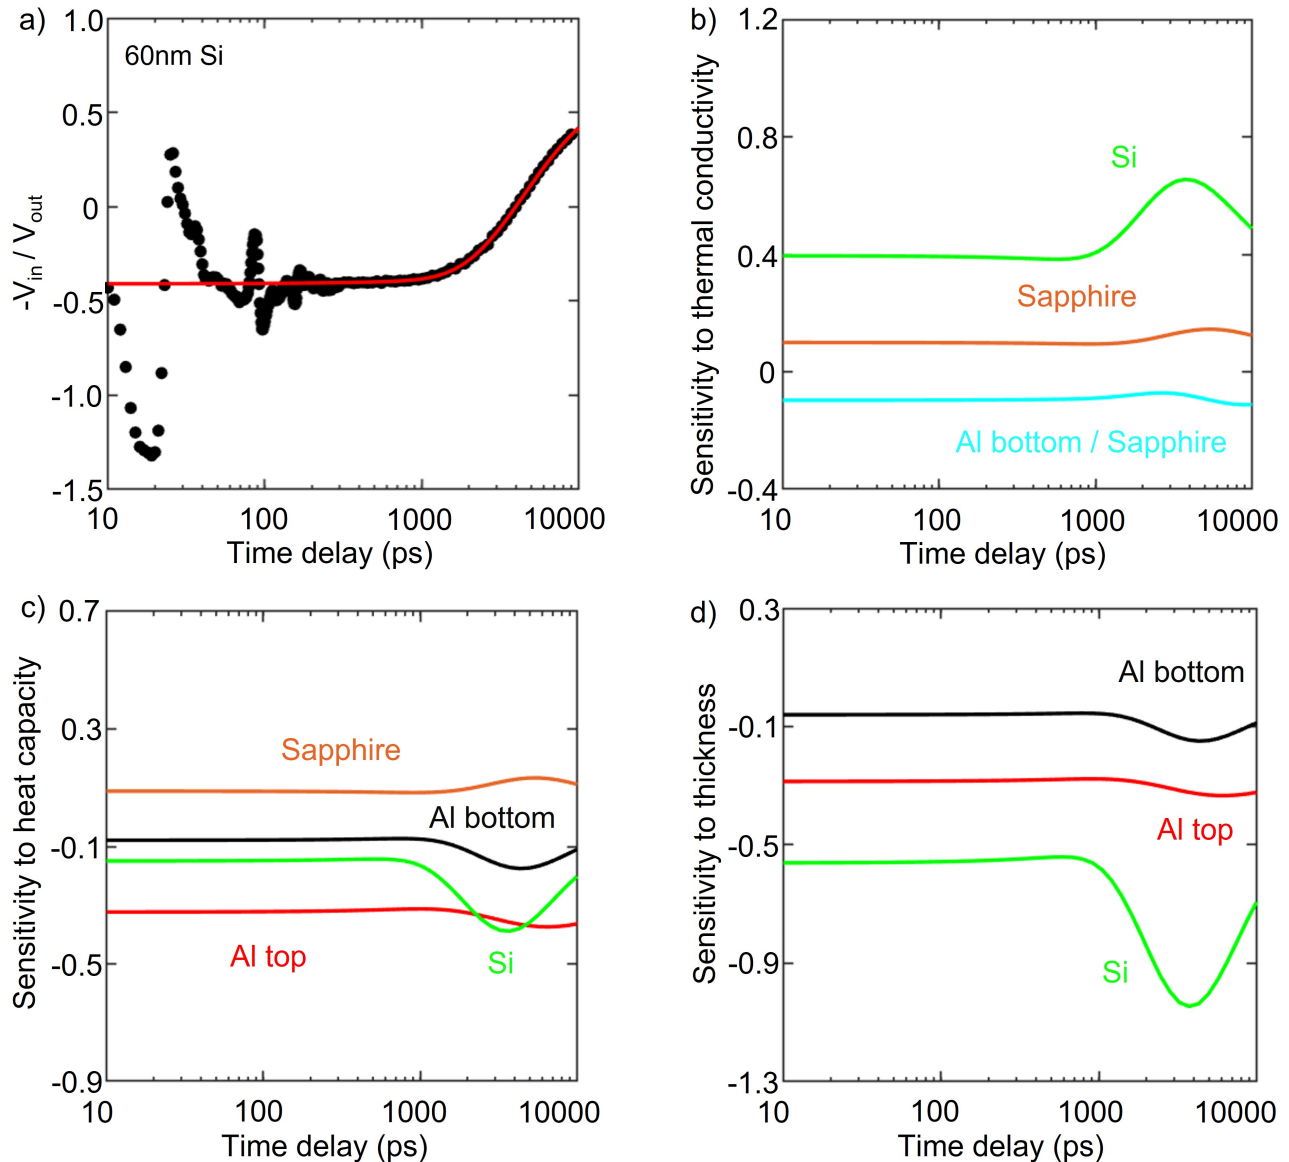 a)
60nm Si
-Vin / Vout
1.0
0.5
0
-0.5
-1.0
-1.5
10 100 1000 10000
Time delay (ps)
b)
Sensitivity to thermal conductivity
1.2
0.8
0.4
0
-0.4
Si
Sapphire
Al bottom / Sapphire
10 100 1000 10000
Time delay (ps)
c)
Sensitivity to heat capacity
0.7
0.3
-0.1
-0.5
-0.9
Sapphire
Al bottom
Al top
Si
10 100 1000 10000
Time delay (ps)
d)
Sensitivity to thickness
0.3
-0.1
-0.5
-0.9
-1.3
Al bottom
Al top
Si
10 100 1000 10000
Time delay (ps)